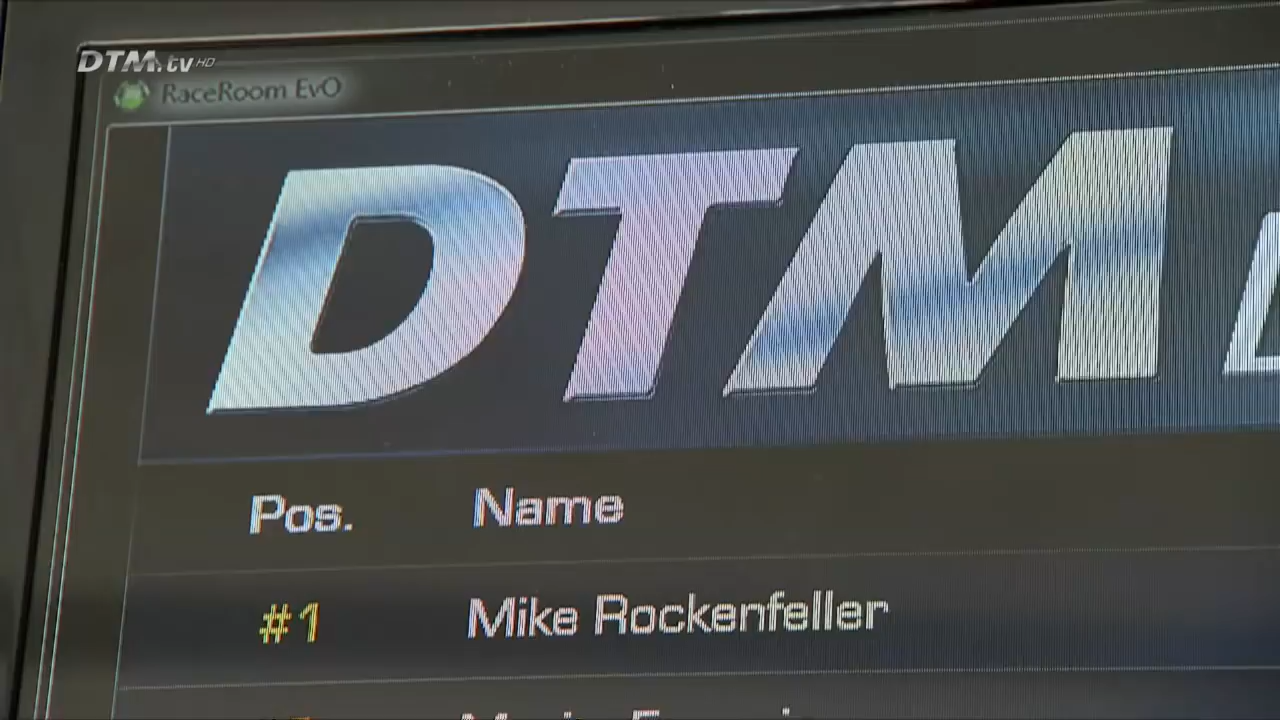 DTM.tv HD
RaceRoom EvO
DTM
Pos. Name
#1 Mike Rockenfeller